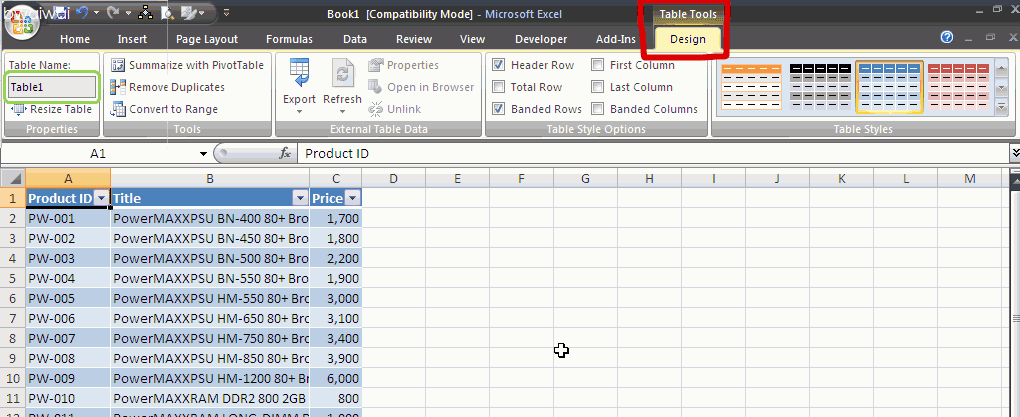 Book1 [Compatibility Mode] - Microsoft Excel
Table Tools
Home Insert Page Layout Formulas Data Review View Developer Add-Ins Design
Table Name:
Table1
Resize Table
Properties
Summarize with PivotTable
Remove Duplicates
Convert to Range
Tools
Export Refresh
Properties
Open in Browser
Unlink
External Table Data
Header Row First Column
Total Row Last Column
Banded Rows Banded Columns
Table Style Options
Table Styles
A1 fx Product ID
A B C D E F G H I J K L M
1 Product ID Title Price
2 PW-001 PowerMAXXPSU BN-400 80+ Bro 1,700
3 PW-002 PowerMAXXPSU BN-450 80+ Bro 1,800
4 PW-003 PowerMAXXPSU BN-500 80+ Bro 2,200
5 PW-004 PowerMAXXPSU BN-550 80+ Bro 1,900
6 PW-005 PowerMAXXPSU HM-550 80+ Bro 3,000
7 PW-006 PowerMAXXPSU HM-650 80+ Bro 3,100
8 PW-007 PowerMAXXPSU HM-750 80+ Bro 3,400
9 PW-008 PowerMAXXPSU HM-850 80+ Bro 3,900
10 PW-009 PowerMAXXPSU HM-1200 80+ Br 6,000
11 PW-010 PowerMAXXRAM DDR2 800 2GB 800